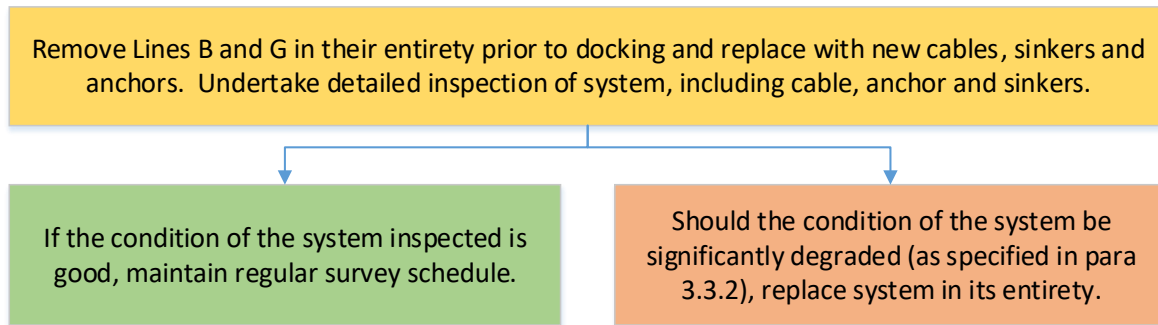 Remove Lines B and G in their entirety prior to docking and replace with new cables, sinkers and
anchors.  Undertake detailed inspection of system, including cable, anchor and sinkers.
If the condition of the system inspected is
good, maintain regular survey schedule.
Should the condition of the system be
significantly degraded (as specified in para
3.3.2), replace system in its entirety.